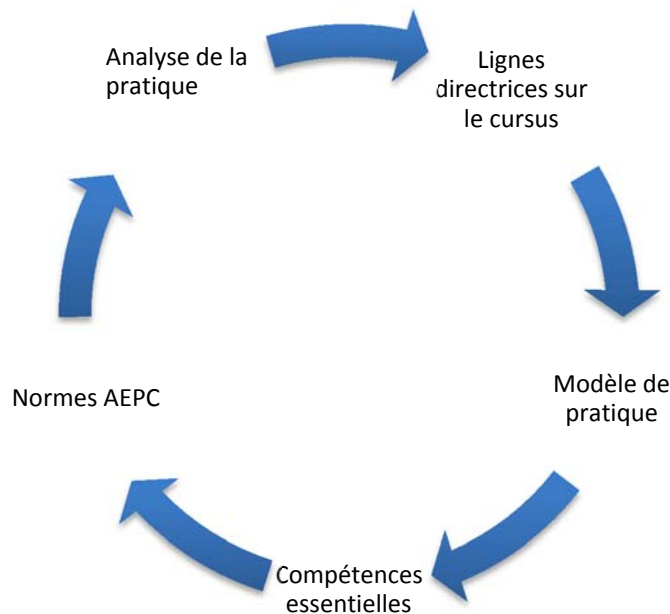 Analyse de la
pratique
Lignes
directrices sur
le cursus
Modèle de
pratique
Compétences
essentielles
Normes AEPC